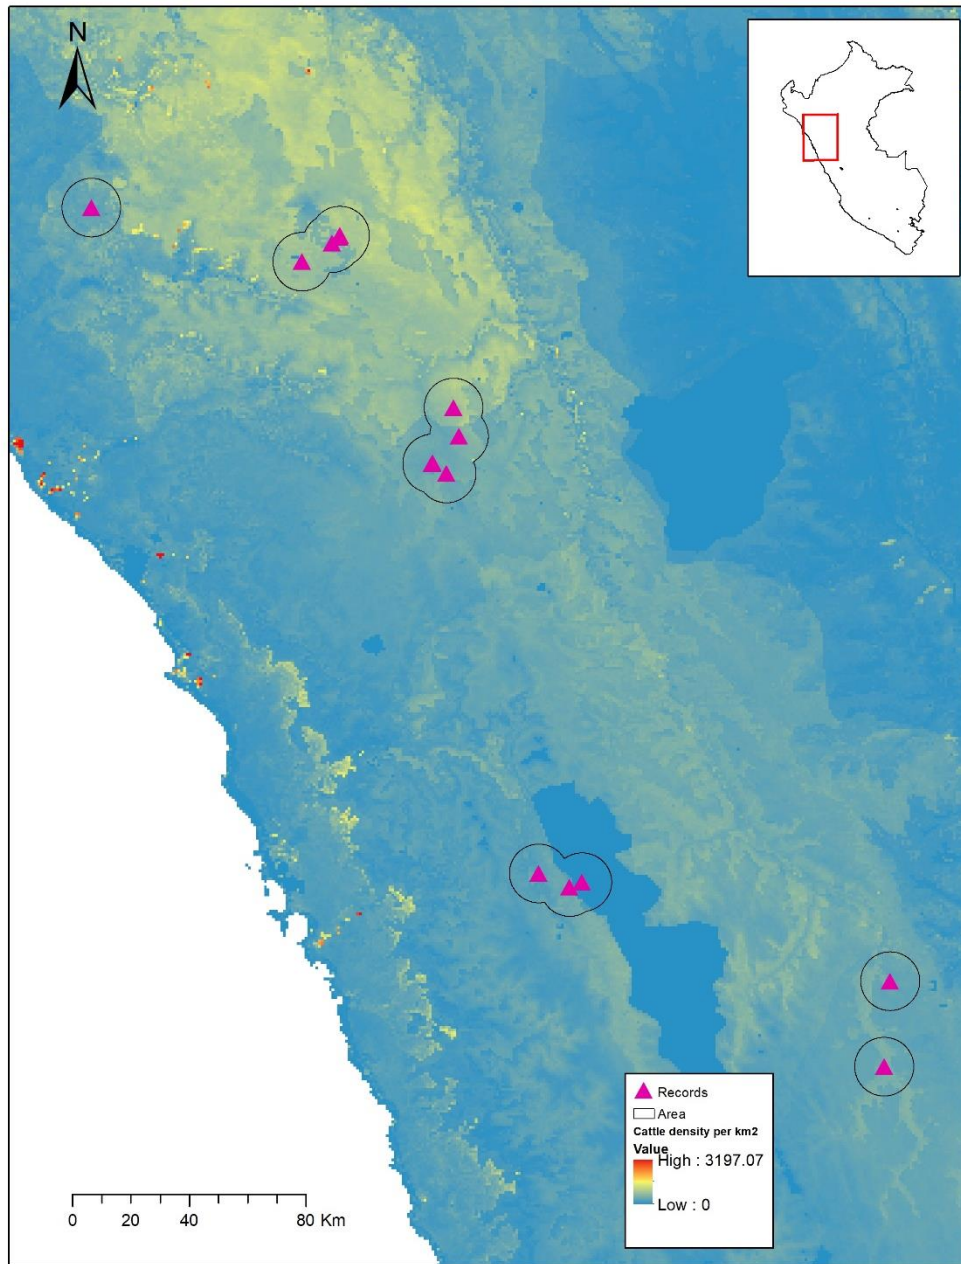 N
Records
Area
Cattle density per km2
Value
High : 3197.07
Low : 0
0 20 40 80 Km